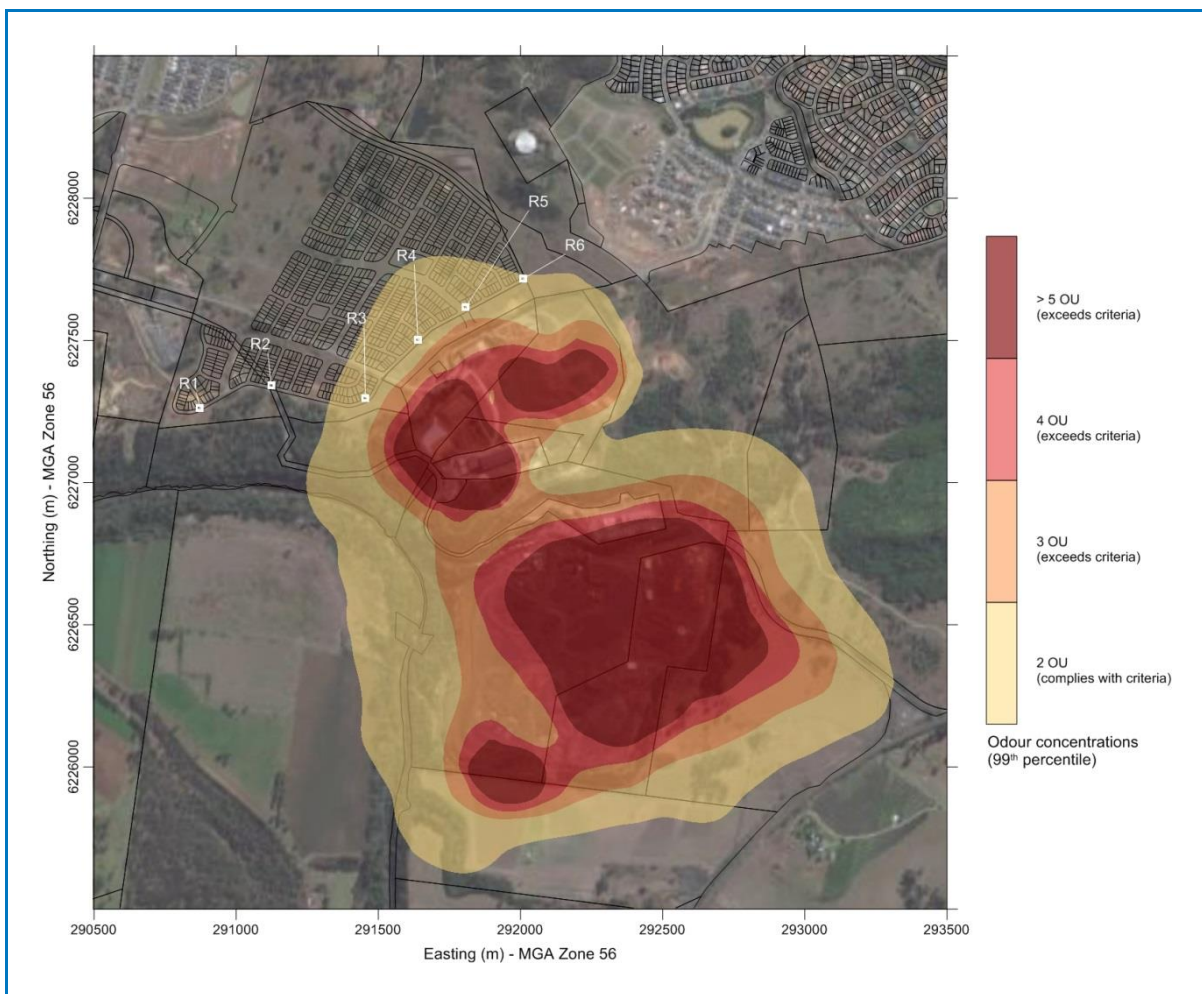 R5
R6
R4
R3
R2
R1
6228000
6227500
6227000
6226500
6226000
Northing (m) - MGA Zone 56
290500
291000
291500
292000
292500
293000
293500
Easting (m) - MGA Zone 56
> 5 OU
(exceeds criteria)
4 OU
(exceeds criteria)
3 OU
(exceeds criteria)
2 OU
(complies with criteria)
Odour concentrations
(99th percentile)